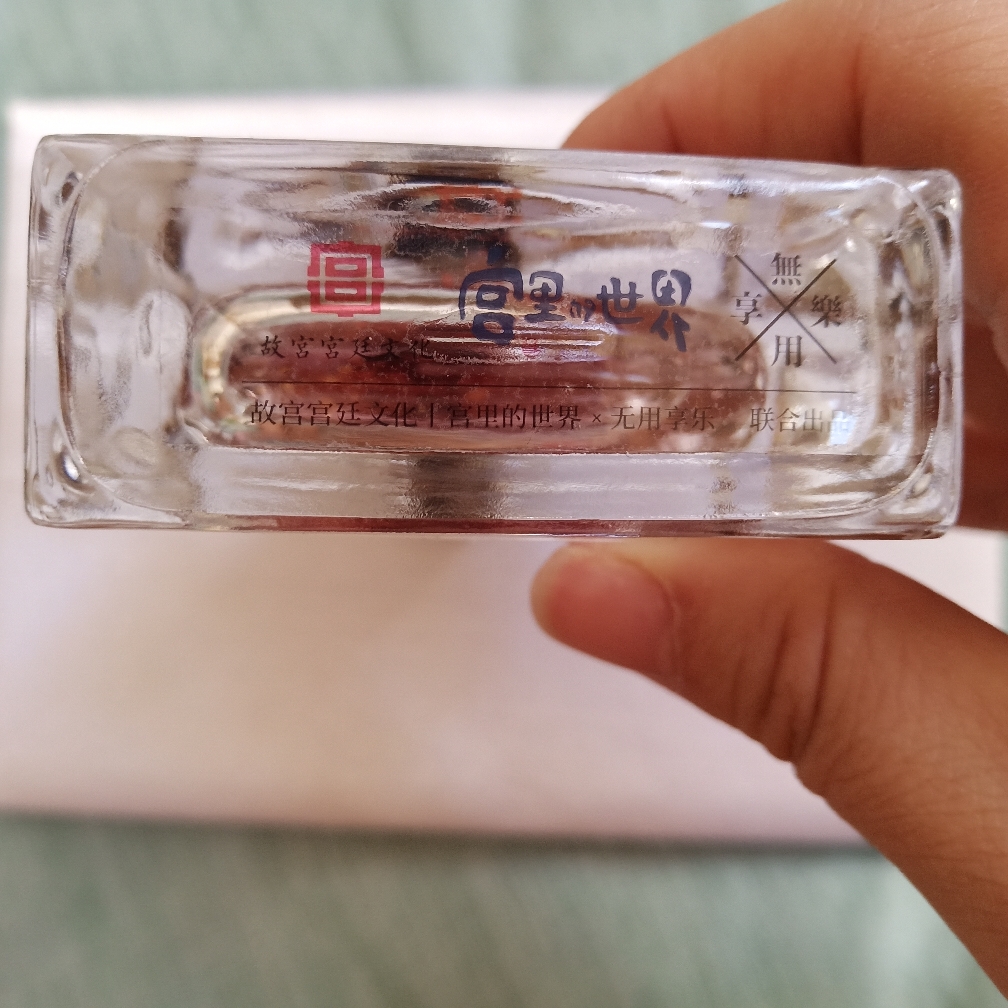 宫里的世界
無
享 樂
用
故宫宫廷文化
故宫宫廷文化丨宫里的世界 × 无用享乐 联合出品